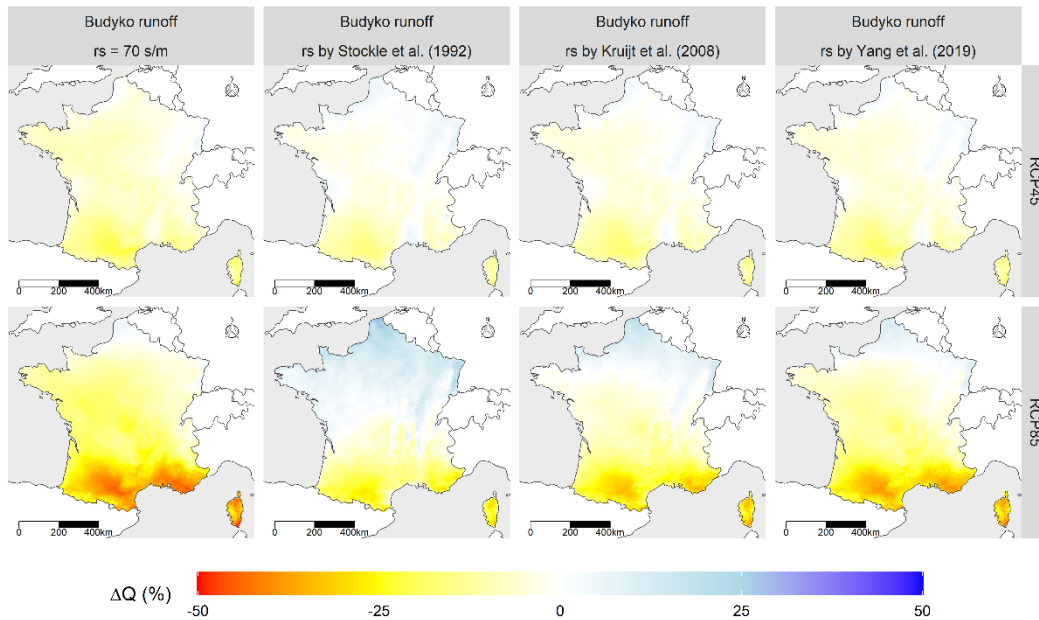 Budyko runoff
rs = 70 s/m
Budyko runoff
rs by Stockle et al. (1992)
Budyko runoff
rs by Kruijt et al. (2008)
Budyko runoff
rs by Yang et al. (2019)
N
N
N
N
RCP45
0 200 400km
0 200 400km
0 200 400km
0 200 400km
N
N
N
N
RCP85
0 200 400km
0 200 400km
0 200 400km
0 200 400km
ΔQ (%)
-50 -25 0 25 50